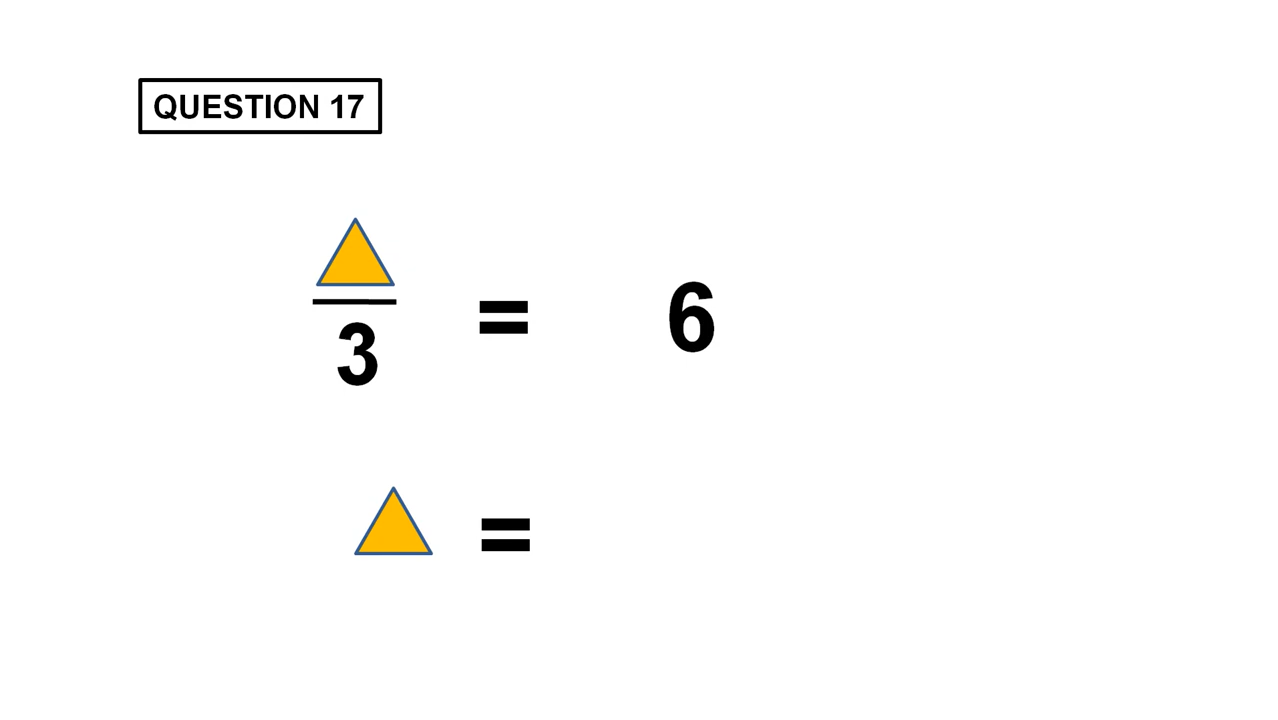 QUESTION 17
3 = 6
=